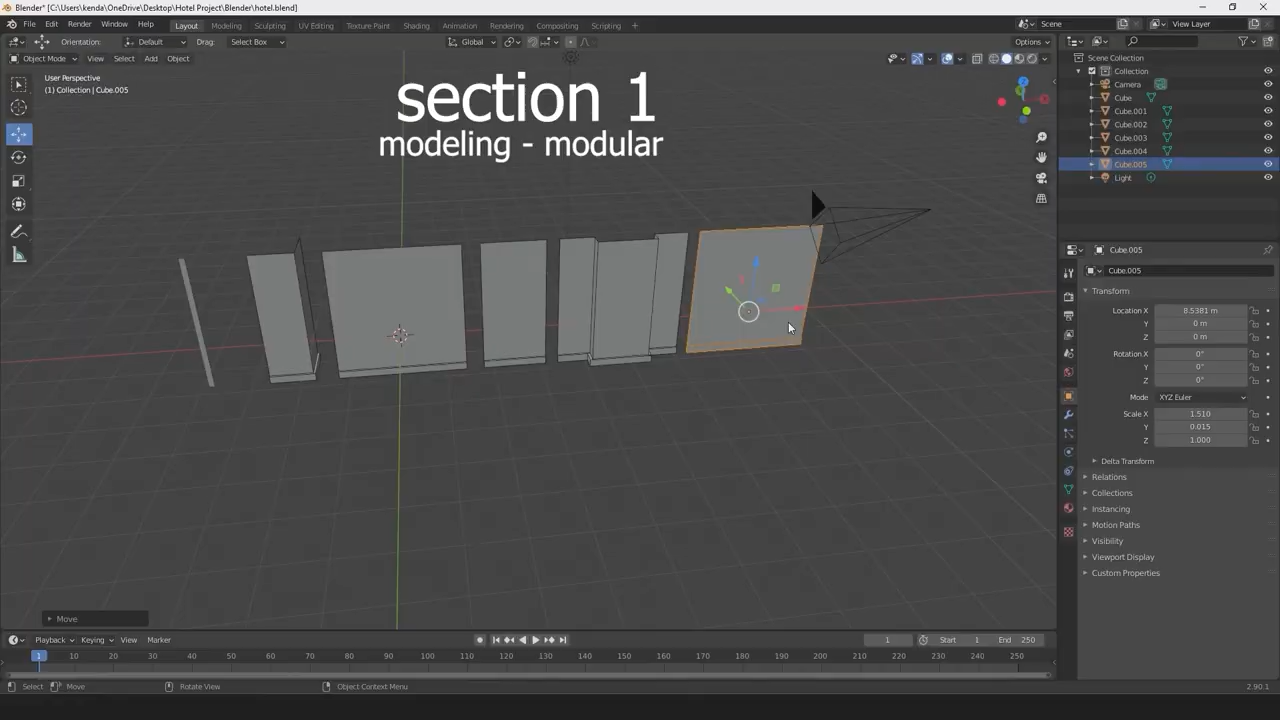 Blender* [C:\Users\kenda\OneDrive\Desktop\Hotel Project\Blender\hotel.blend]
File Edit Render Window Help Layout Modeling Sculpting UV Editing Texture Paint Shading Animation Rendering Compositing Scripting + Scene View Layer
Orientation: Default Drag: Select Box Global Options
Object Mode View Select Add Object
User Perspective
(1) Collection | Cube.005
section 1
modeling - modular
Scene Collection
Collection
Camera
Cube
Cube.001
Cube.002
Cube.003
Cube.004
Cube.005
Light
Cube.005
Cube.005
Transform
Location X 8.5381 m
Y 0 m
Z 0 m
Rotation X 0°
Y 0°
Z 0°
Mode XYZ Euler
Scale X 1.510
Y 0.015
Z 1.000
Delta Transform
Relations
Collections
Instancing
Motion Paths
Visibility
Viewport Display
Custom Properties
Move
Playback Keying View Marker 1 Start 1 End 250
1 10 20 30 40 50 60 70 80 90 100 110 120 130 140 150 160 170 180 190 200 210 220 230 240 250
Select Move Rotate View Object Context Menu 2.90.1